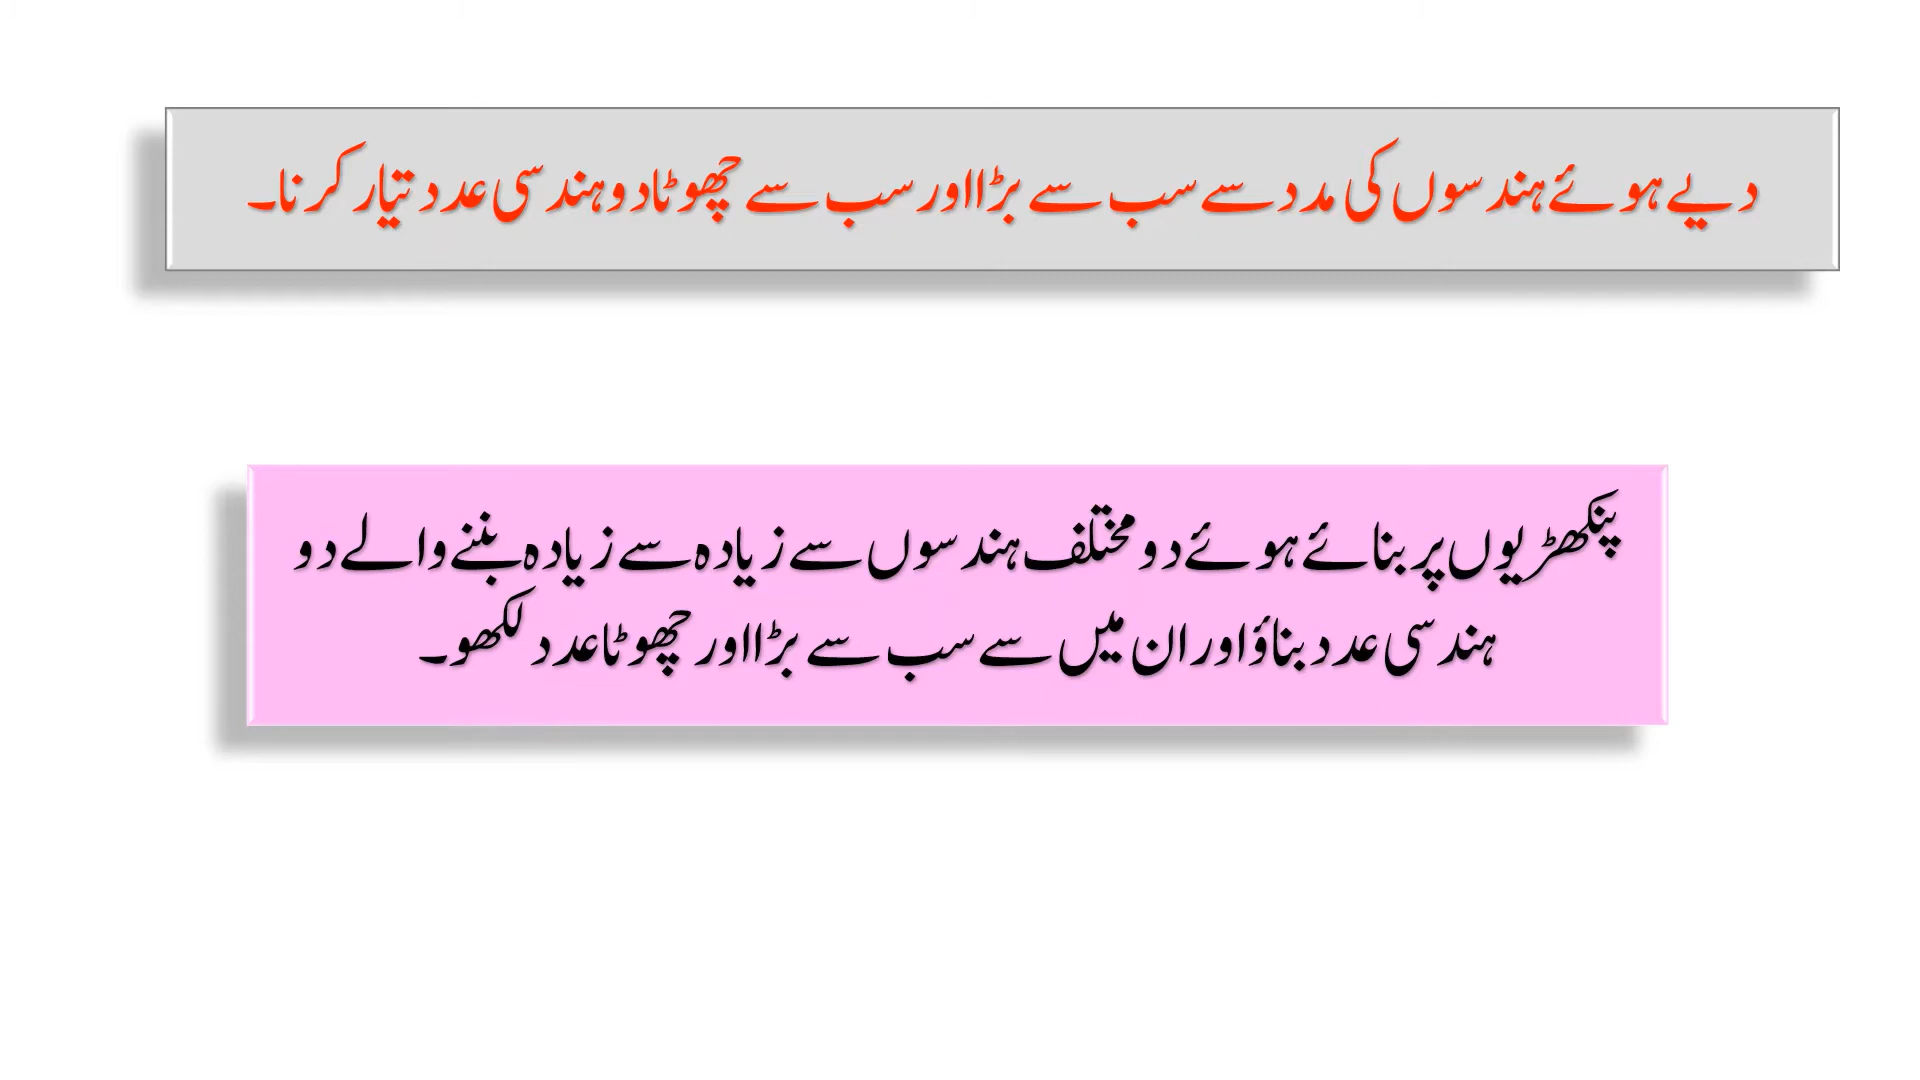 دیے ہوئے ہندسوں کی مدد سے سب سے بڑا اور سب سے چھوٹا دو ہندسی عدد تیار کرنا۔
پنکھڑیوں پر بنائے ہوئے دو مختلف ہندسوں سے زیادہ سے زیادہ بننے والے دو
ہندسی عدد بناؤ اور ان میں سے سب سے بڑا اور چھوٹا عدد لکھو۔